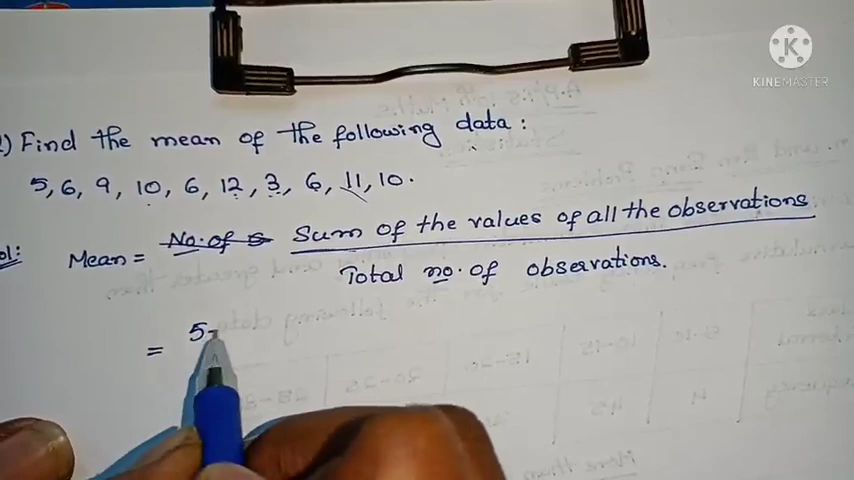 KINEMASTER
) Find the mean of the following data:
5, 6, 9, 10, 6, 12, 3, 6, 11, 10.
ol: Mean = No. of Sum of the values of all the observations
Total no. of observations.
= 5